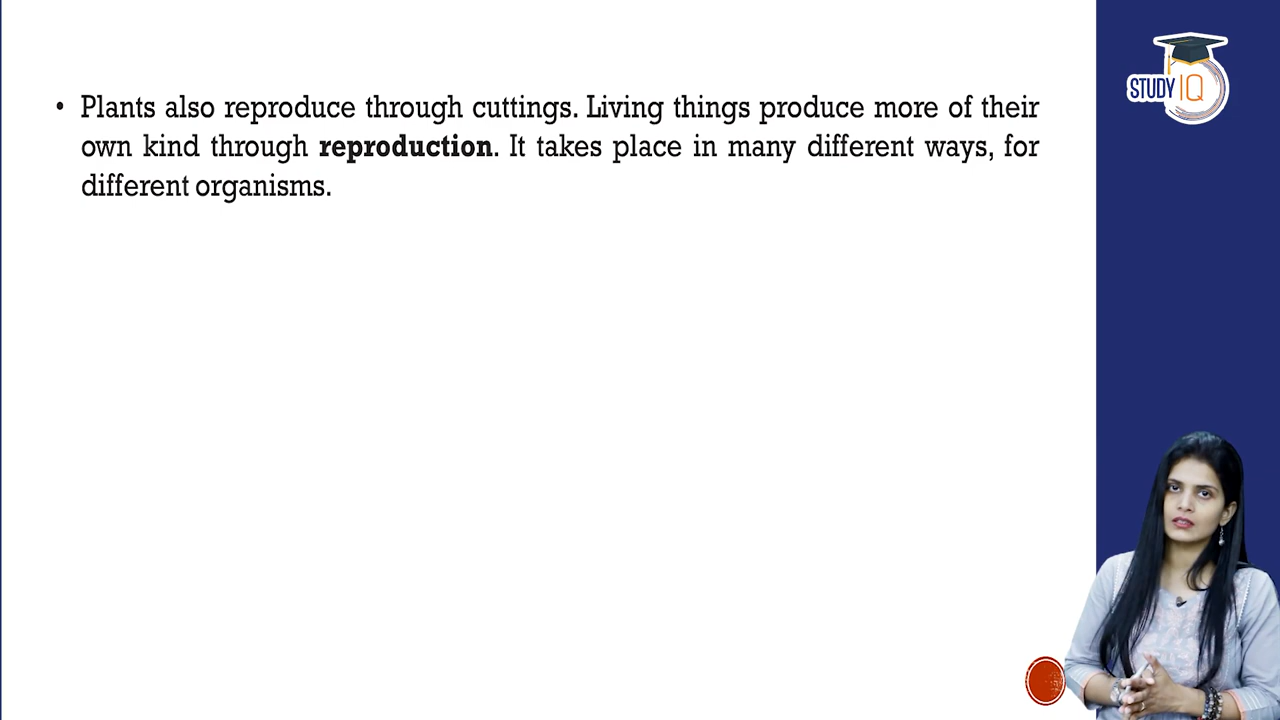 • Plants also reproduce through cuttings. Living things produce more of their
own kind through reproduction. It takes place in many different ways, for
different organisms.
STUDY IQ